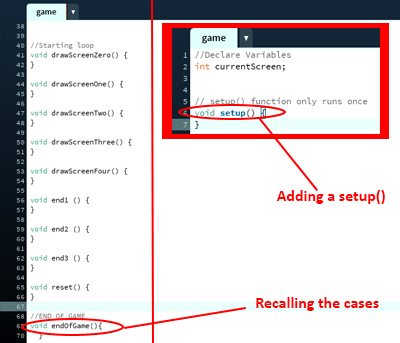 game
38
39
40 //Starting loop
41 void drawScreenZero() {
42 }
43
44 void drawScreenOne() {
45 }
46
47 void drawScreenTwo() {
48 }
49
50 void drawScreenThree() {
51 }
52
53 void drawScreenFour() {
54 }
55
56 void end1 () {
57 }
58
59 void end2 () {
60 }
61
62 void end3 () {
63 }
64
65 void reset() {
66 }
67
68 //END OF GAME
69 void endOfGame(){
70 }
game
1 //Declare Variables
2 int currentScreen;
3
4
5 // setup() function only runs once
6 void setup() {
7 }
Adding a setup()
Recalling the cases